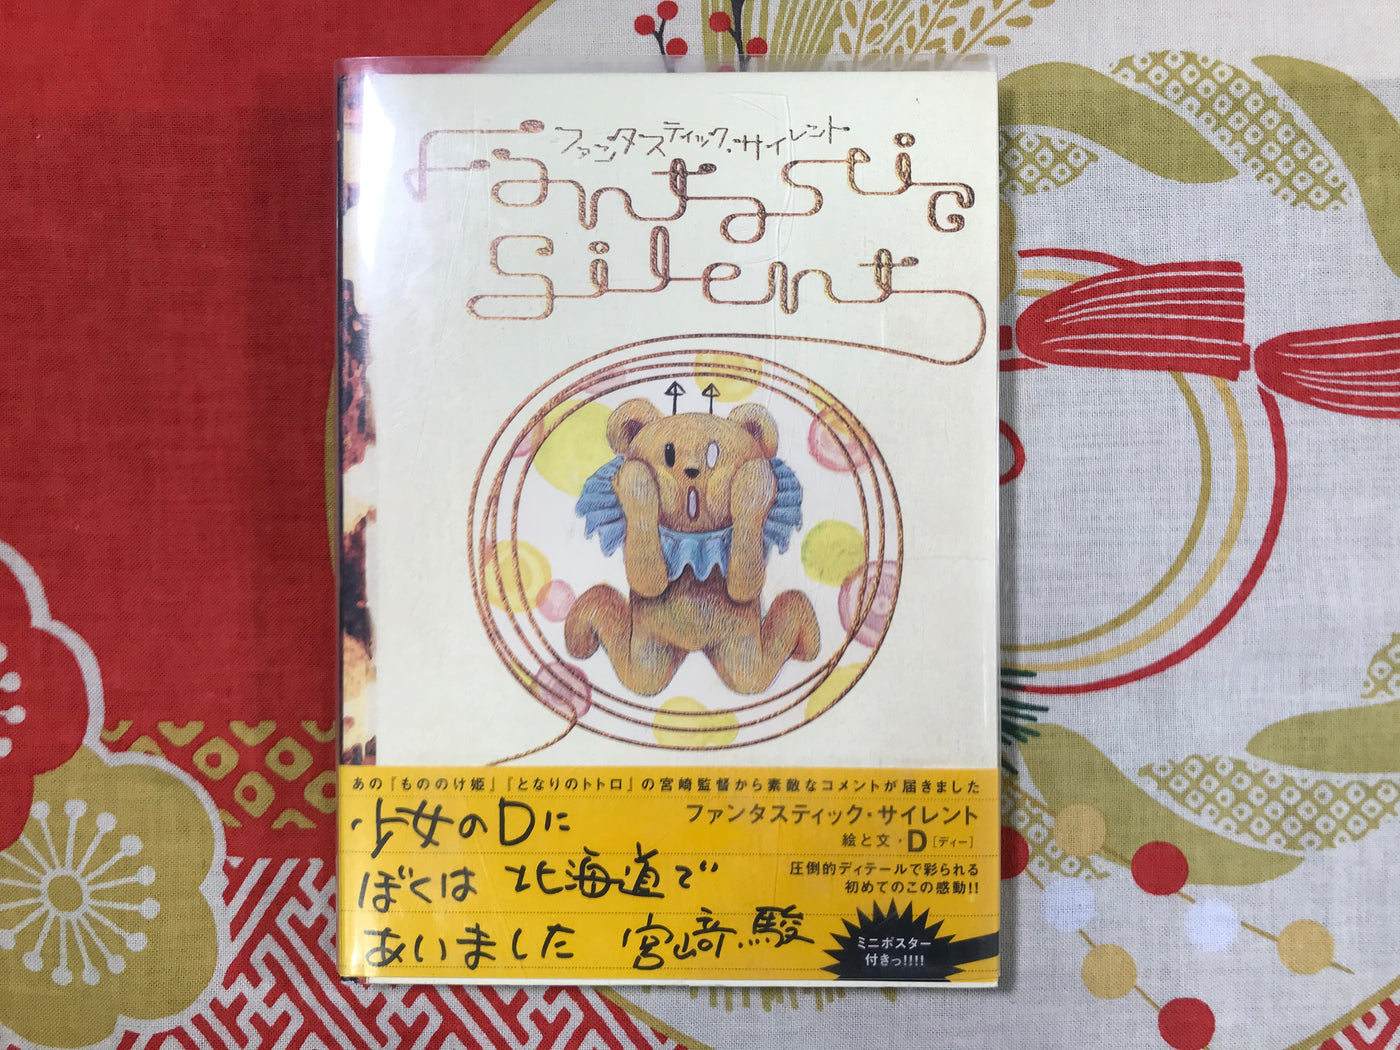 ファンタスティック・サイレント
Fantastic
Silent
あの『もののけ姫』『となりのトトロ』の宮崎監督から素敵なコメントが届きました
少女のDに
ぼくは 北海道で
あいました 宮﨑駿
ファンタスティック・サイレント
絵と文・D［ディー］
圧倒的ディテールで彩られる
初めてのこの感動!!
ミニポスター
付きっ!!!!